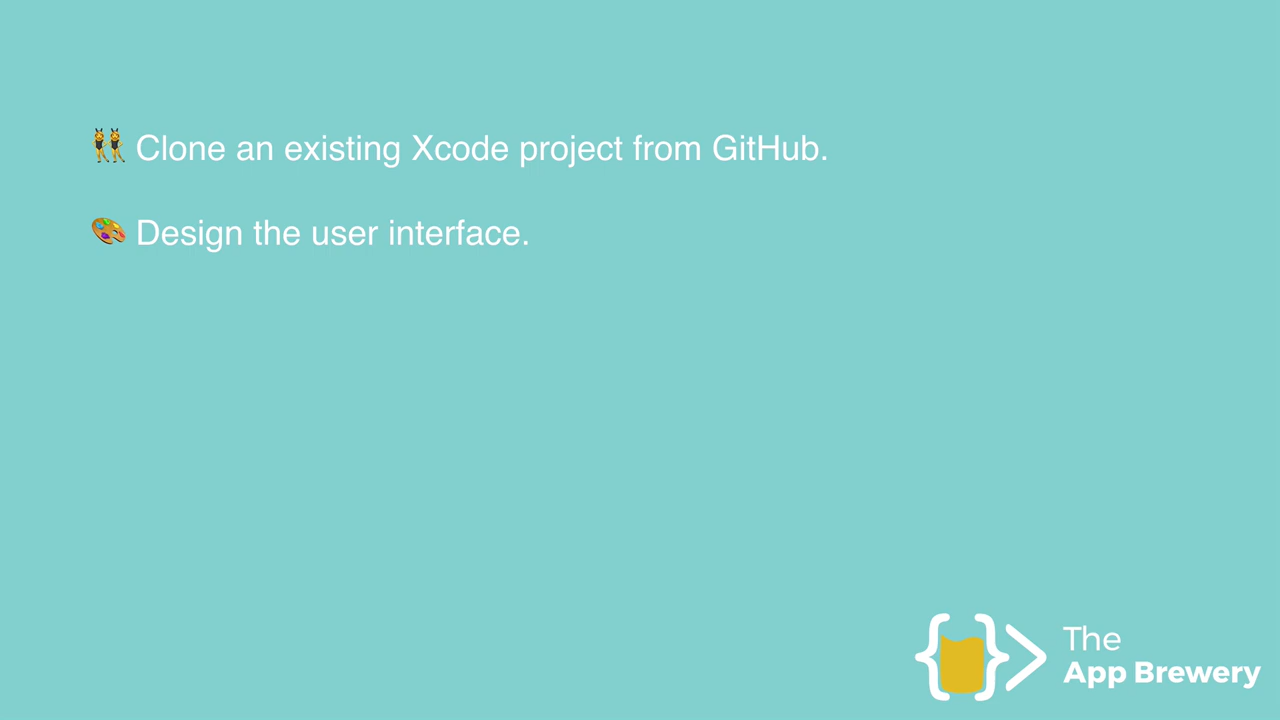 👯 Clone an existing Xcode project from GitHub.
🎨 Design the user interface.
The
App Brewery